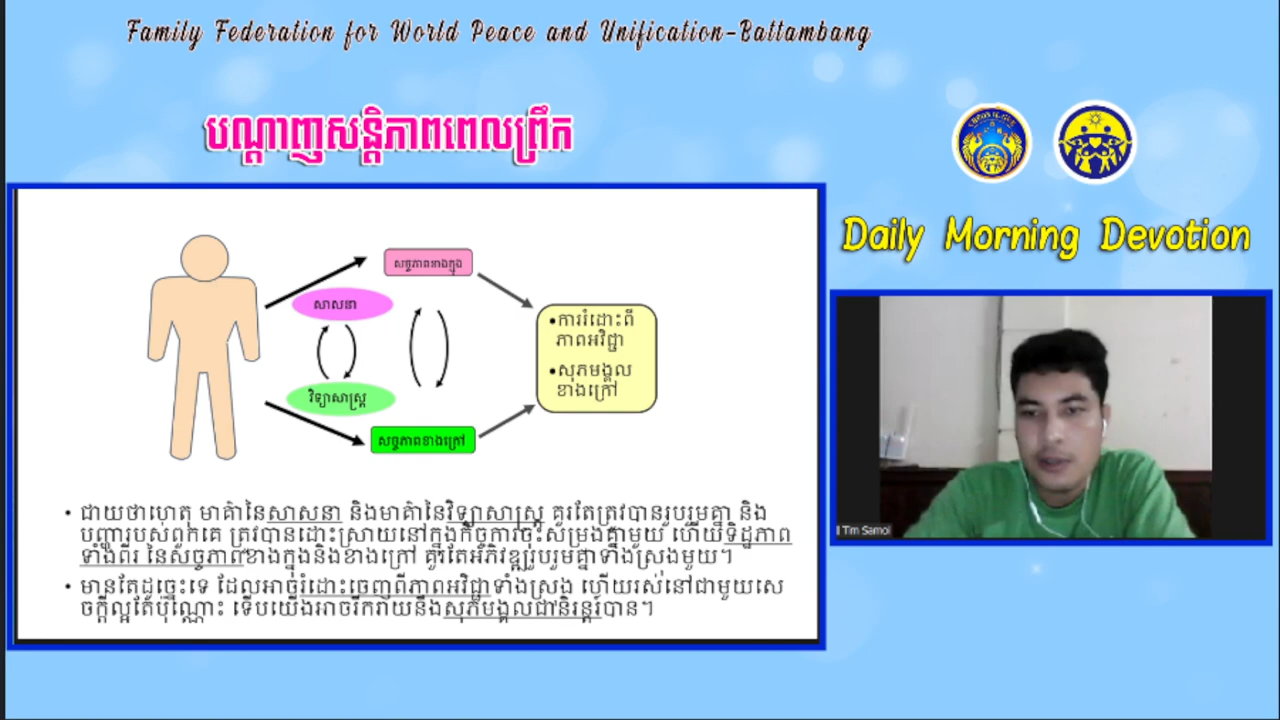 Family Federation for World Peace and Unification-Battambang
បណ្តាញសន្តិភាពពេលព្រឹក
Daily Morning Devotion
សច្ចភាពខាងក្នុង
សាសនា
វិទ្យាសាស្ត្រ
សច្ចភាពខាងក្រៅ
•ការរំដោះពី
ភាពអវិជ្ជា
•សុភមង្គល
ខាងក្រៅ
• ជាយថាហេតុ មាគ៌ានៃសាសនា និងមាគ៌ានៃវិទ្យាសាស្ត្រ គួរតែត្រូវបានរួបរួមគ្នា និង
បញ្ហារបស់ពួកគេ ត្រូវបានដោះស្រាយនៅក្នុងកិច្ចការចុះសម្រុងគ្នាមួយ ហើយទិដ្ឋភាព
ទាំងពីរ នៃសច្ចភាពខាងក្នុងនិងខាងក្រៅ គួរតែអភិវឌ្ឍរួបរួមគ្នាទាំងស្រុងមួយ។
• មានតែដូច្នេះទេ ដែលអាចរំដោះចេញពីភាពអវិជ្ជាទាំងស្រុង ហើយរស់នៅជាមួយសេ
ចក្តីល្អតែប៉ុណ្ណោះ ទើបយើងអាចរីករាយនឹងសុភមង្គលជានិរន្តរ៍បាន។
Tim Samol